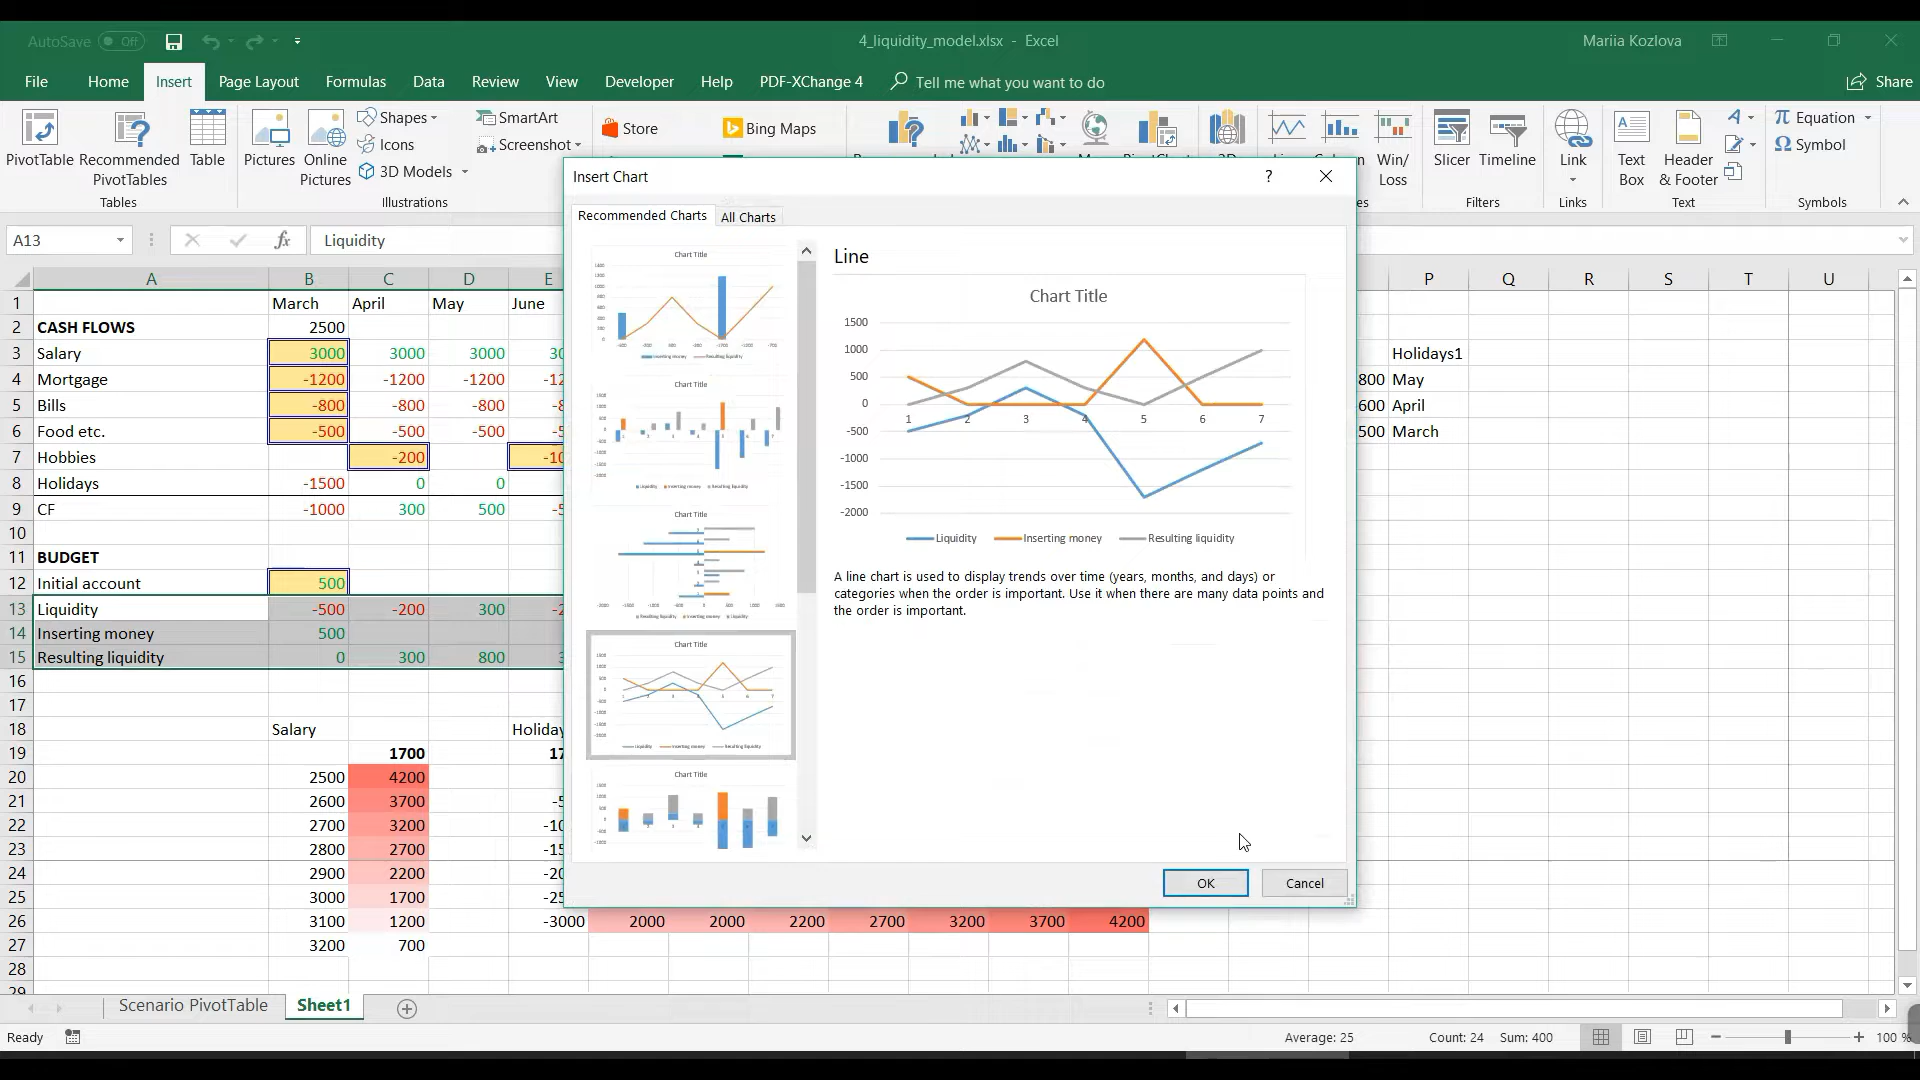 AutoSave Off
4_liquidity_model.xlsx - Excel
Mariia Kozlova
File Home Insert Page Layout Formulas Data Review View Developer Help PDF-XChange 4 Tell me what you want to do Share
PivotTable Recommended PivotTables Table
Tables
Pictures Online Pictures
Shapes
Icons
3D Models
SmartArt
Screenshot
Illustrations
Store
Bing Maps
Win/Loss
Slicer Timeline
Filters
Link
Links
Text Box Header & Footer
Text
Equation
Symbol
Symbols
A13 fx Liquidity
A B C D E P Q R S T U
1 March April May June
2 CASH FLOWS 2500
3 Salary 3000 3000 3000 Holidays1
4 Mortgage -1200 -1200 -1200 800 May
5 Bills -800 -800 -800 600 April
6 Food etc. -500 -500 -500 500 March
7 Hobbies -200
8 Holidays -1500 0 0
9 CF -1000 300 500
10
11 BUDGET
12 Initial account 500
13 Liquidity -500 -200 300
14 Inserting money 500
15 Resulting liquidity 0 300 800
16
17
18 Salary
19 1700
20 2500 4200
21 2600 3700
22 2700 3200
23 2800 2700
24 2900 2200
25 3000 1700
26 3100 1200 -3000 2000 2000 2200 2700 3200 3700 4200
27 3200 700
28
29
Insert Chart ?
Recommended Charts All Charts
Chart Title
Chart Title
Chart Title
Chart Title
Chart Title
Line
Chart Title
1500
1000
500
0
-500
-1000
-1500
-2000
1 2 3 4 5 6 7
Liquidity Inserting money Resulting liquidity
A line chart is used to display trends over time (years, months, and days) or
categories when the order is important. Use it when there are many data points and
the order is important.
OK Cancel
Scenario PivotTable Sheet1
Ready Average: 25 Count: 24 Sum: 400 100 %